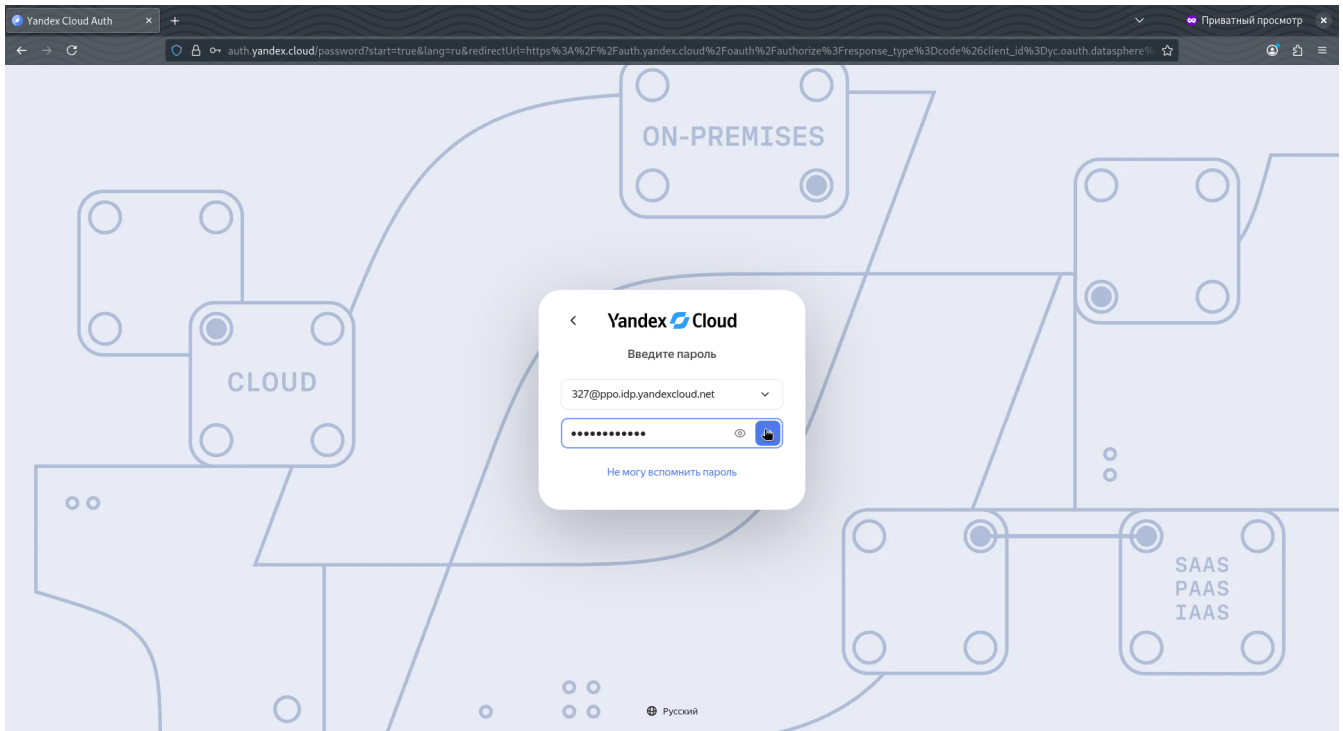 Yandex Cloud Auth
Приватный просмотр
auth.yandex.cloud/password?start=true&lang=ru&redirectUrl=https%3A%2F%2Fauth.yandex.cloud%2Foauth%2Fauthorize%3Fresponse_type%3Dcode%26client_id%3Dyc.oauth.datasphere%
ON-PREMISES
CLOUD
Yandex Cloud
Введите пароль
327@ppo.idp.yandexcloud.net
••••••••••••
Не могу вспомнить пароль
SAAS
PAAS
IAAS
Русский